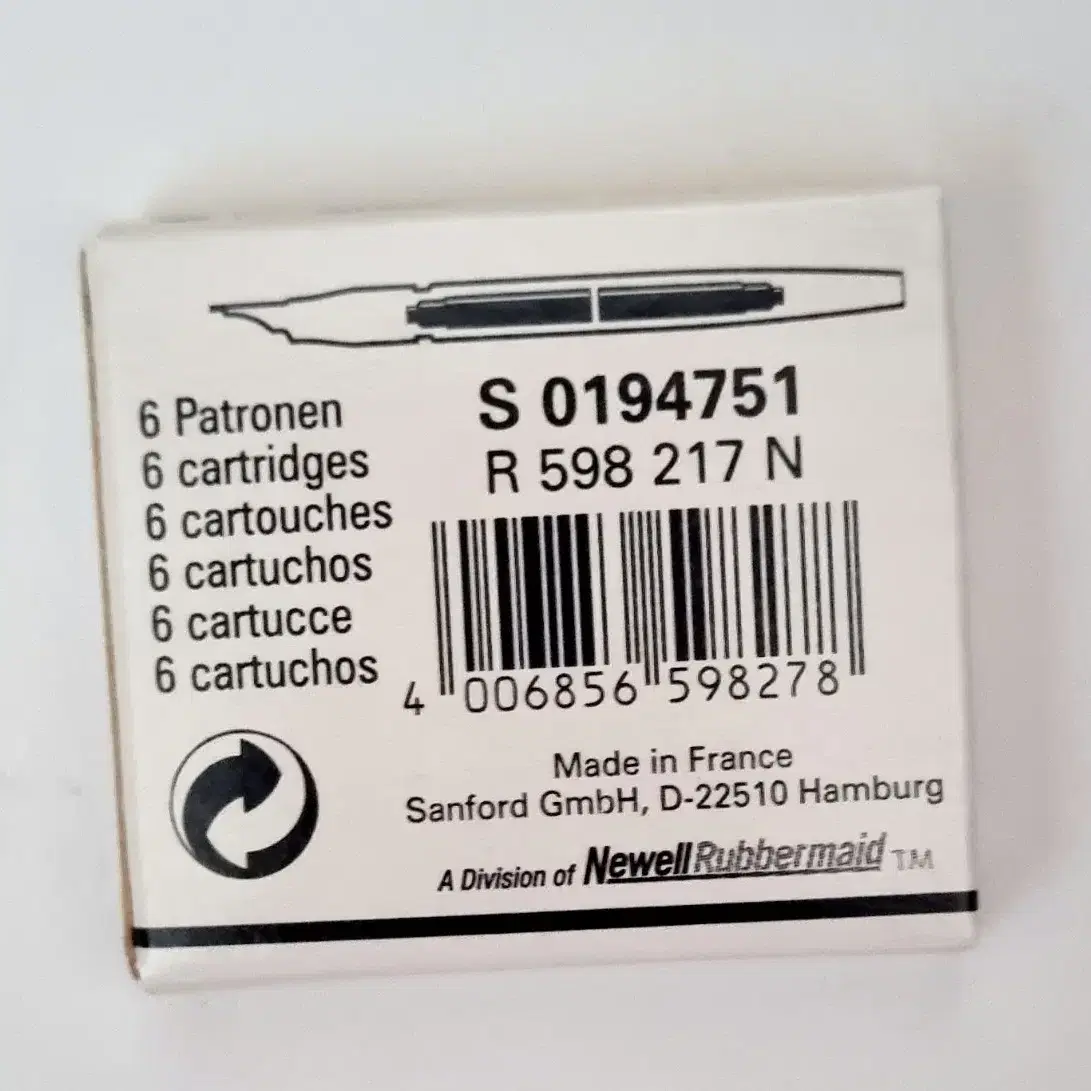 6 Patronen
6 cartridges
6 cartouches
6 cartuchos
6 cartucce
6 cartuchos
S 0194751
R 598 217 N
4 006856 598278
Made in France
Sanford GmbH, D-22510 Hamburg
A Division of NewellRubbermaid TM